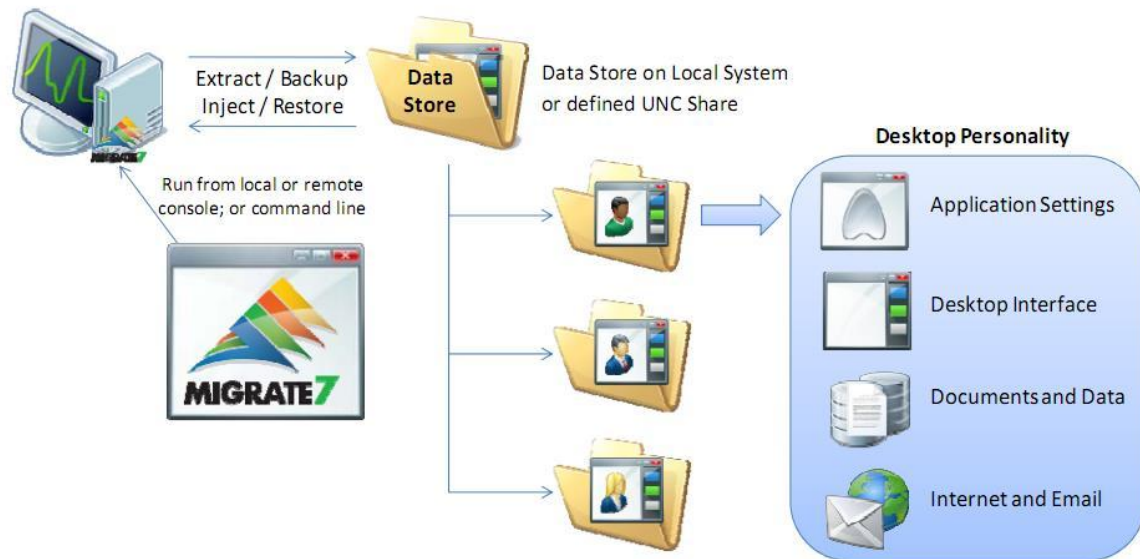 Extract / Backup
Inject / Restore
Data
Store
Data Store on Local System
or defined UNC Share
MIGRATE7
Run from local or remote
console; or command line
MIGRATE7
Desktop Personality
Application Settings
Desktop Interface
Documents and Data
Internet and Email